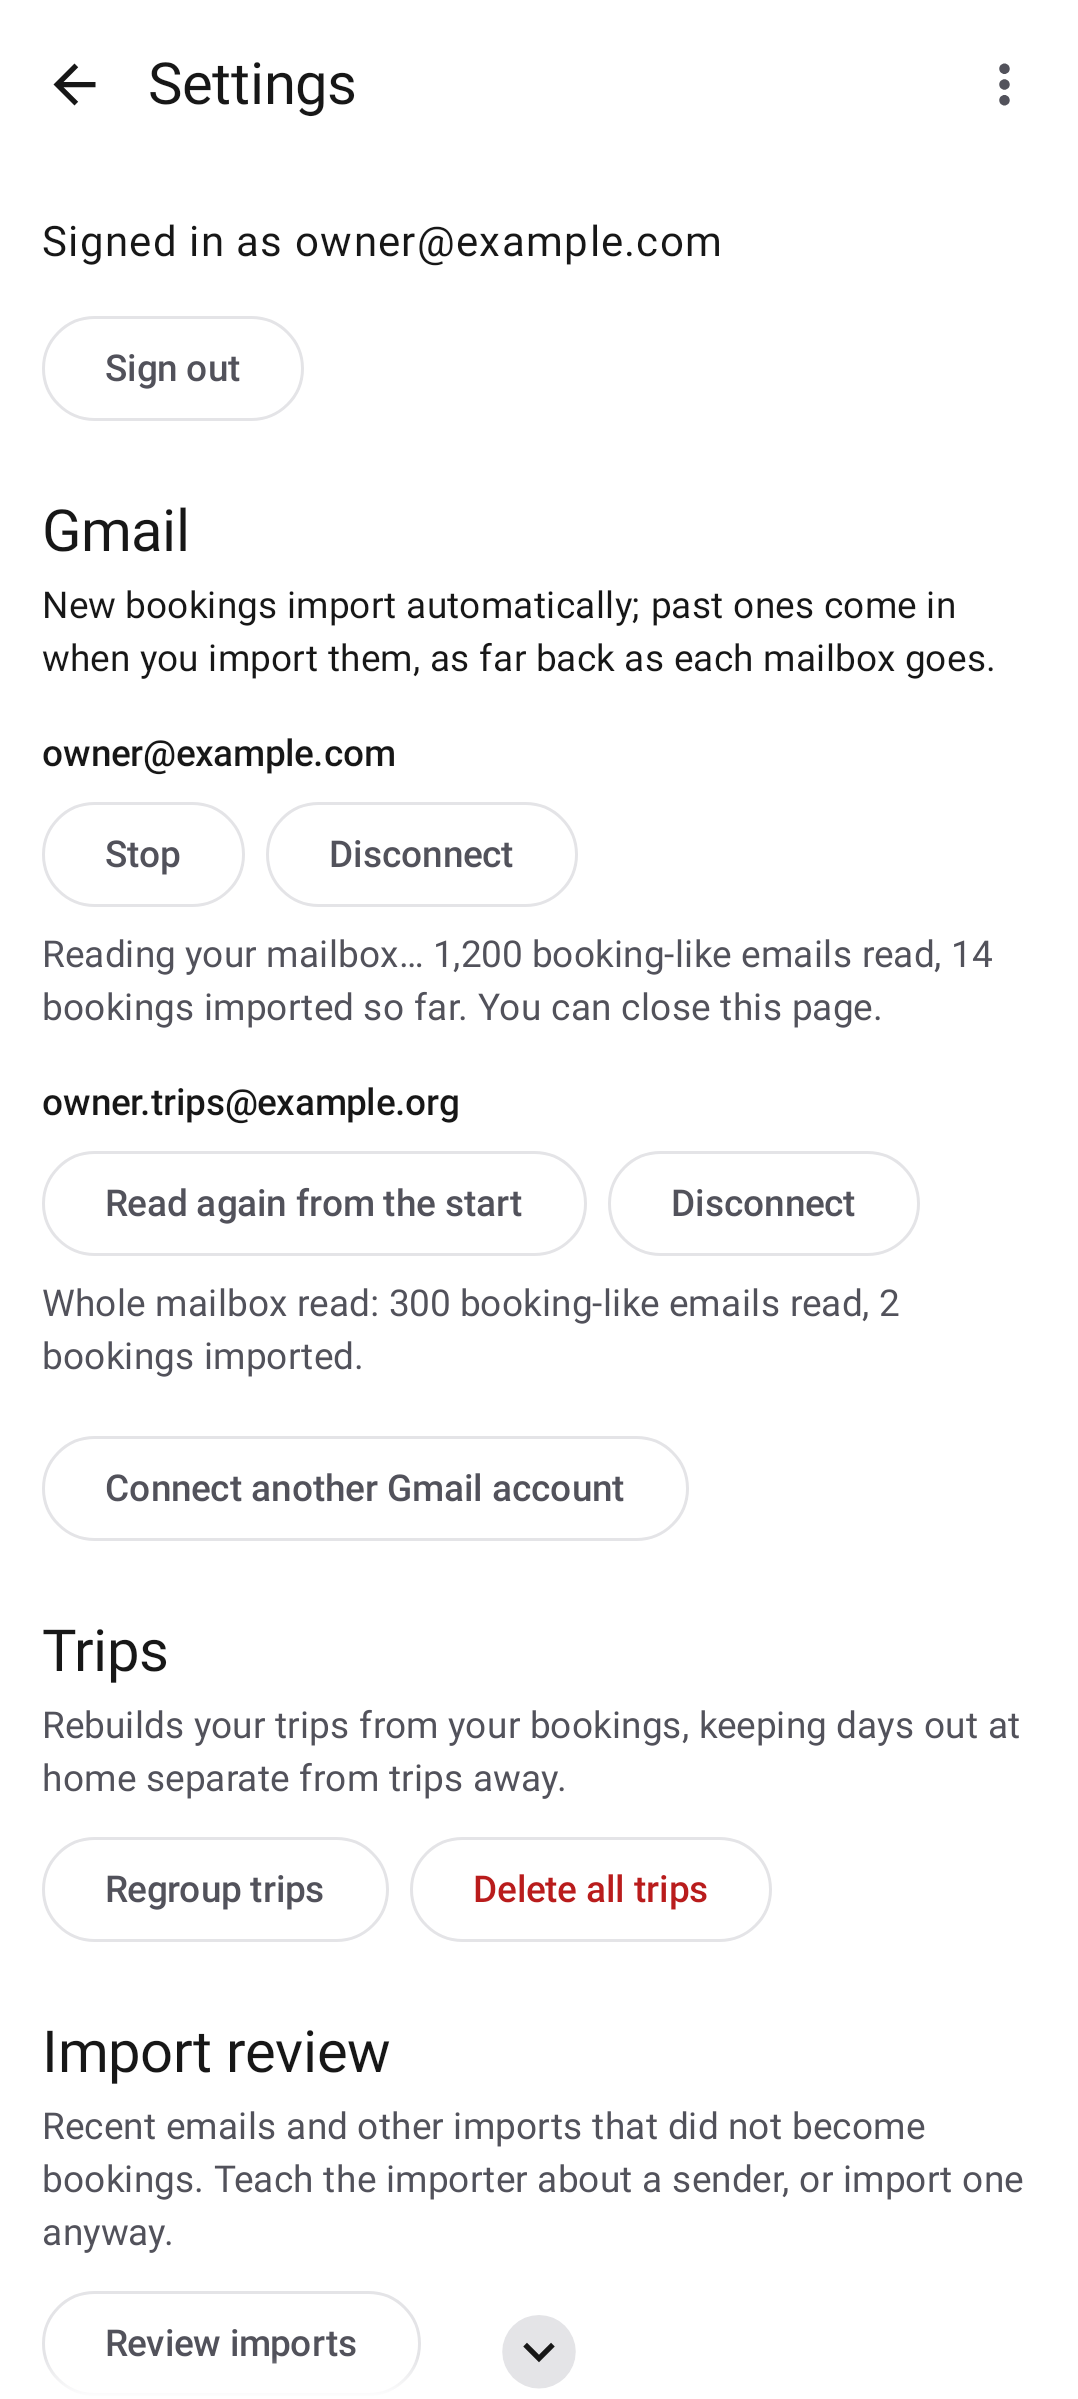 Settings
Signed in as owner@example.com
Sign out
Gmail
New bookings import automatically; past ones come in
when you import them, as far back as each mailbox goes.
owner@example.com
Stop
Disconnect
Reading your mailbox... 1,200 booking-like emails read, 14
bookings imported so far. You can close this page.
owner.trips@example.org
Read again from the start
Disconnect
Whole mailbox read: 300 booking-like emails read, 2
bookings imported.
Connect another Gmail account
Trips
Rebuilds your trips from your bookings, keeping days out at
home separate from trips away.
Regroup trips
Delete all trips
Import review
Recent emails and other imports that did not become
bookings. Teach the importer about a sender, or import one
anyway.
Review imports